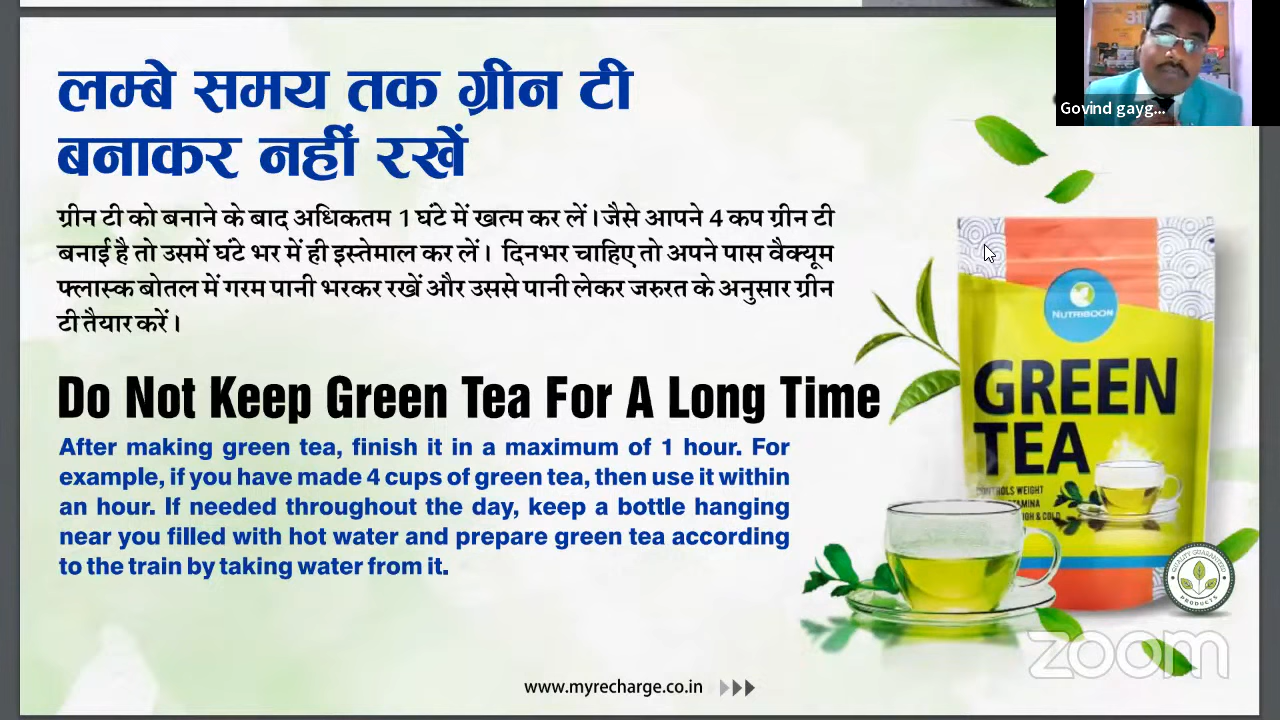 लम्बे समय तक ग्रीन टी
बनाकर नहीं रखें
ग्रीन टी को बनाने के बाद अधिकतम 1 घंटे में खत्म कर लें। जैसे आपने 4 कप ग्रीन टी
बनाई है तो उसमें घंटे भर में ही इस्तेमाल कर लें। दिनभर चाहिए तो अपने पास वैक्यूम
फ्लास्क बोतल में गरम पानी भरकर रखें और उससे पानी लेकर जरुरत के अनुसार ग्रीन
टी तैयार करें।
Do Not Keep Green Tea For A Long Time
After making green tea, finish it in a maximum of 1 hour. For
example, if you have made 4 cups of green tea, then use it within
an hour. If needed throughout the day, keep a bottle hanging
near you filled with hot water and prepare green tea according
to the train by taking water from it.
www.myrecharge.co.in
Govind gayg...
NUTRIBOON
GREEN
TEA
CONTROLS WEIGHT
QUALITY GUARANTEED
PRODUCTS
zoom